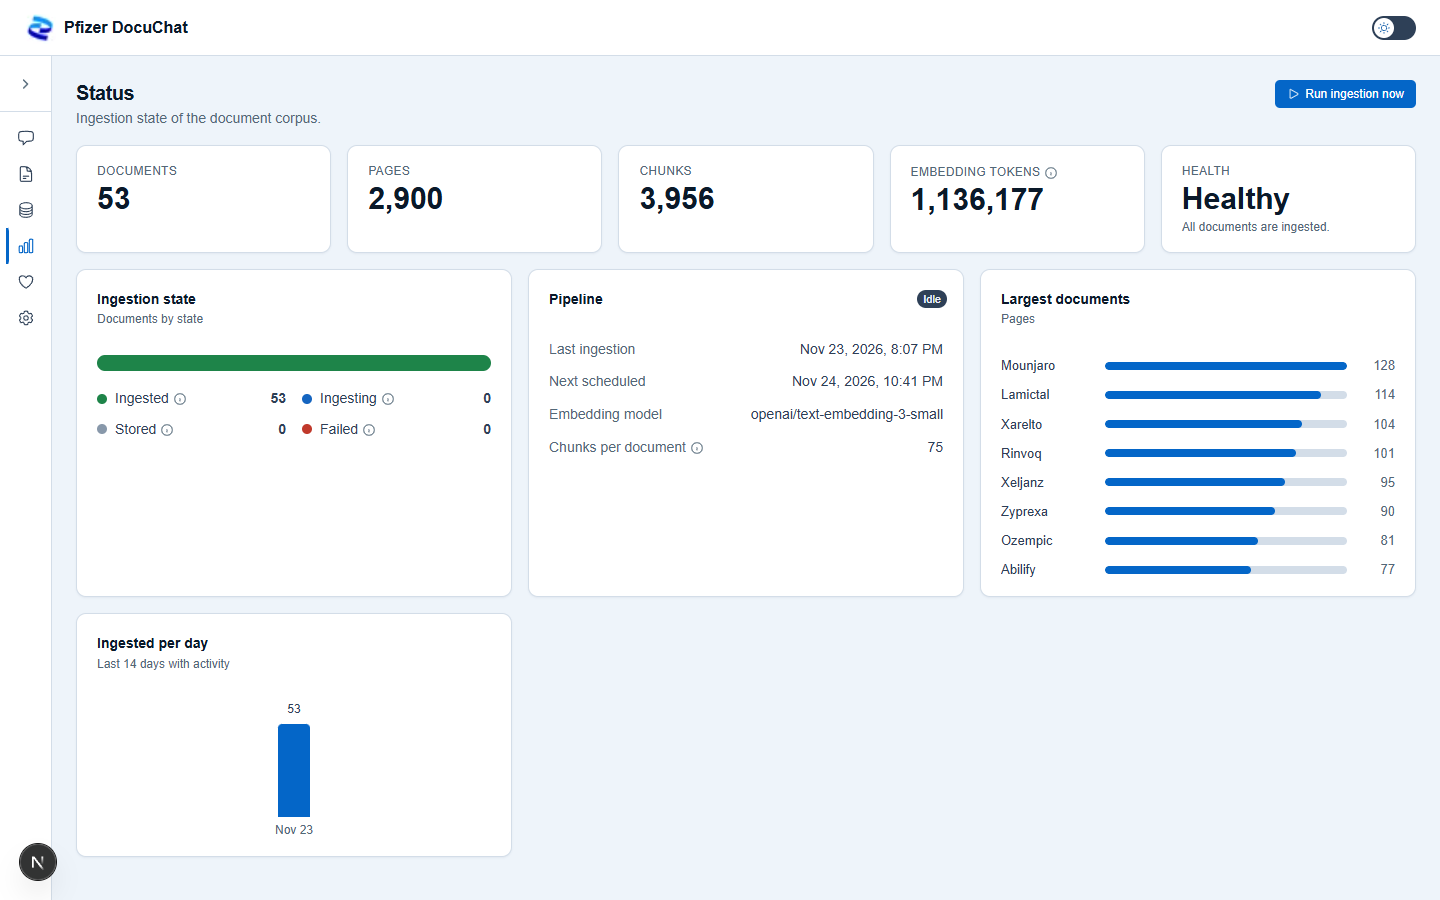 Pfizer DocuChat
Status
Ingestion state of the document corpus.
Run ingestion now
DOCUMENTS
53
PAGES
2,900
CHUNKS
3,956
EMBEDDING TOKENS
1,136,177
HEALTH
Healthy
All documents are ingested.
Ingestion state
Documents by state
Ingested 53
Ingesting 0
Stored 0
Failed 0
Pipeline
Idle
Last ingestion Nov 23, 2026, 8:07 PM
Next scheduled Nov 24, 2026, 10:41 PM
Embedding model openai/text-embedding-3-small
Chunks per document 75
Largest documents
Pages
Mounjaro 128
Lamictal 114
Xarelto 104
Rinvoq 101
Xeljanz 95
Zyprexa 90
Ozempic 81
Abilify 77
Ingested per day
Last 14 days with activity
53
Nov 23
N